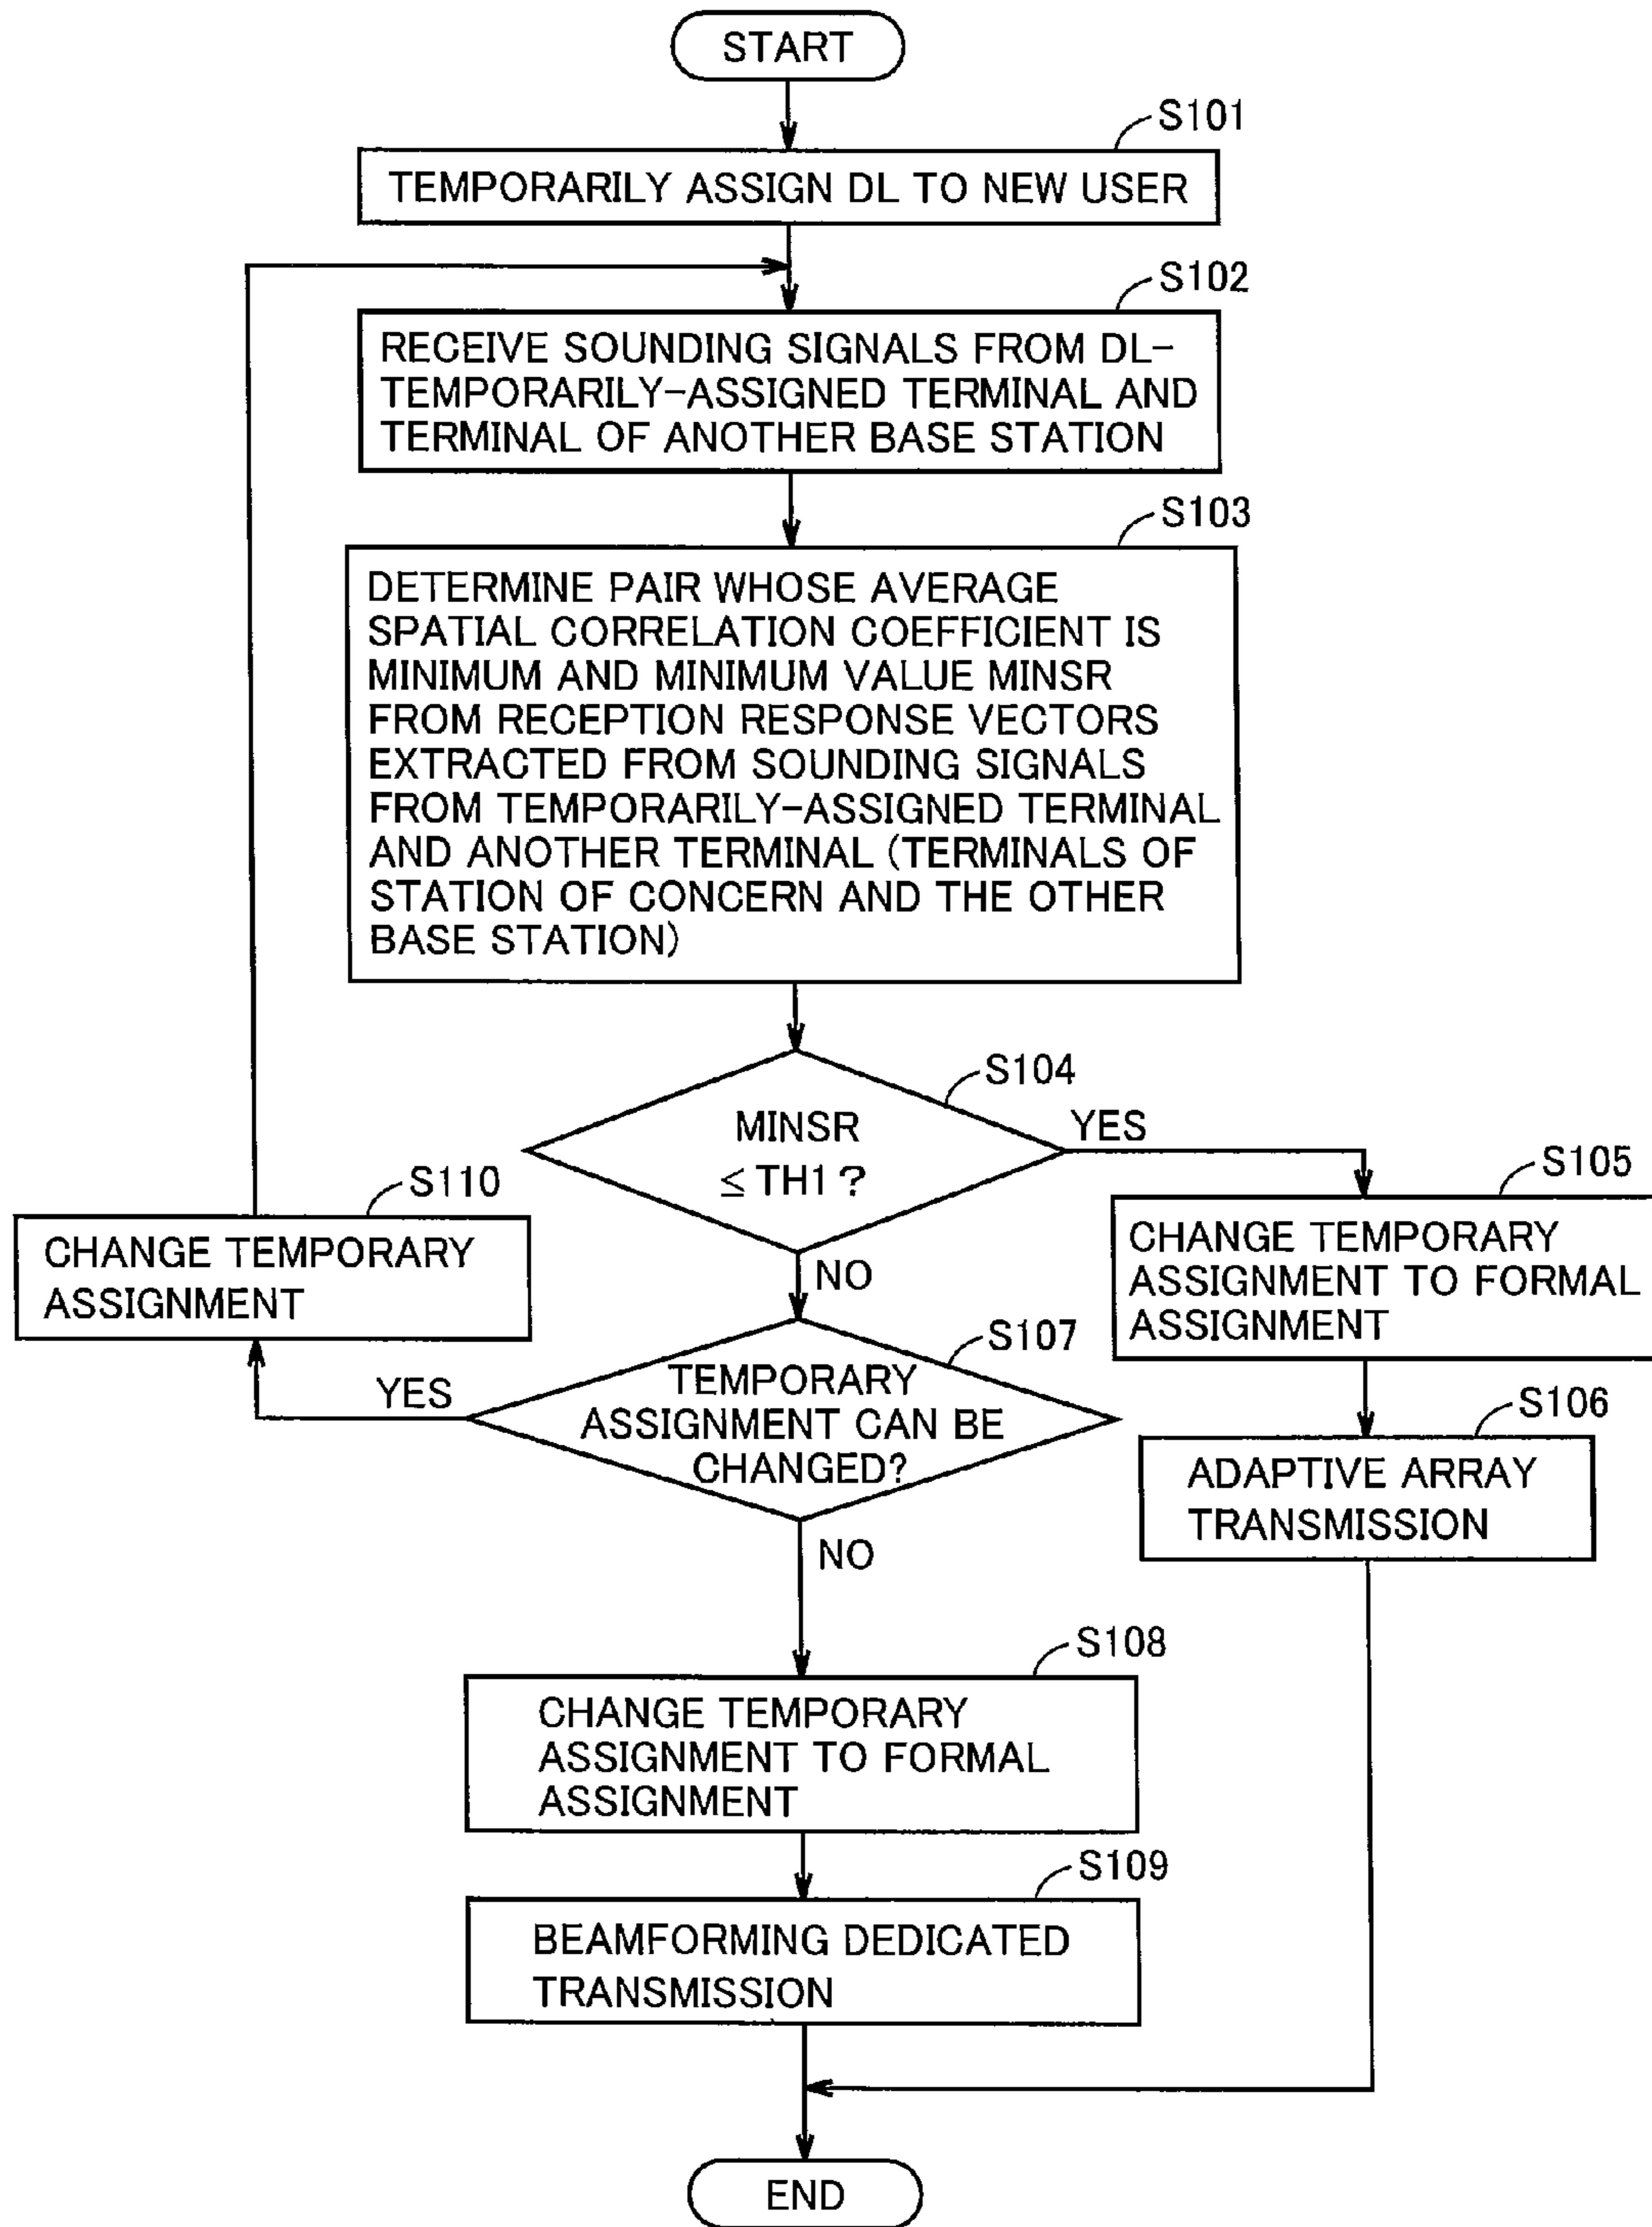 START
S101
TEMPORARILY ASSIGN DL TO NEW USER
S102
RECEIVE SOUNDING SIGNALS FROM DL-
TEMPORARILY-ASSIGNED TERMINAL AND
TERMINAL OF ANOTHER BASE STATION
S103
DETERMINE PAIR WHOSE AVERAGE
SPATIAL CORRELATION COEFFICIENT IS
MINIMUM AND MINIMUM VALUE MINSR
FROM RECEPTION RESPONSE VECTORS
EXTRACTED FROM SOUNDING SIGNALS
FROM TEMPORARILY-ASSIGNED TERMINAL
AND ANOTHER TERMINAL (TERMINALS OF
STATION OF CONCERN AND THE OTHER
BASE STATION)
S104
MINSR
≤ TH1 ?
YES
NO
S105
CHANGE TEMPORARY
ASSIGNMENT TO FORMAL
ASSIGNMENT
S106
ADAPTIVE ARRAY
TRANSMISSION
S107
TEMPORARY
ASSIGNMENT CAN BE
CHANGED?
YES
NO
S110
CHANGE TEMPORARY
ASSIGNMENT
S108
CHANGE TEMPORARY
ASSIGNMENT TO FORMAL
ASSIGNMENT
S109
BEAMFORMING DEDICATED
TRANSMISSION
END